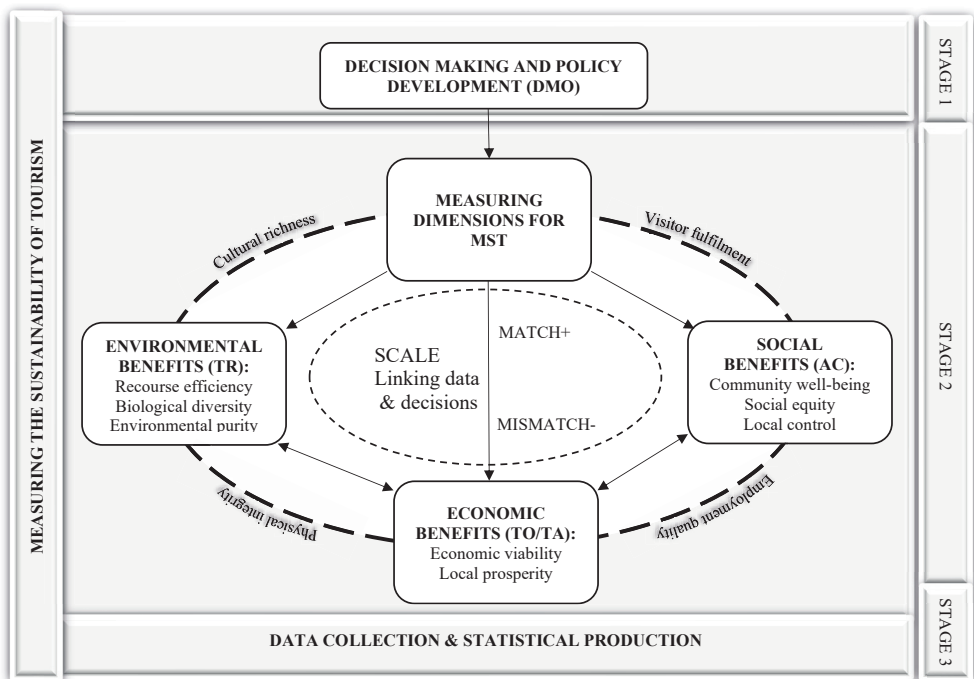 MEASURING THE SUSTAINABILITY OF TOURISM
STAGE 1
DECISION MAKING AND POLICY
DEVELOPMENT (DMO)
STAGE 2
MEASURING
DIMENSIONS FOR
MST
Cultural richness
Visitor fulfilment
ENVIRONMENTAL
BENEFITS (TR):
Recourse efficiency
Biological diversity
Environmental purity
SCALE
Linking data
& decisions
MATCH+
MISMATCH-
SOCIAL
BENEFITS (AC):
Community well-being
Social equity
Local control
Physical integrity
Employment quality
ECONOMIC
BENEFITS (TO/TA):
Economic viability
Local prosperity
STAGE 3
DATA COLLECTION & STATISTICAL PRODUCTION